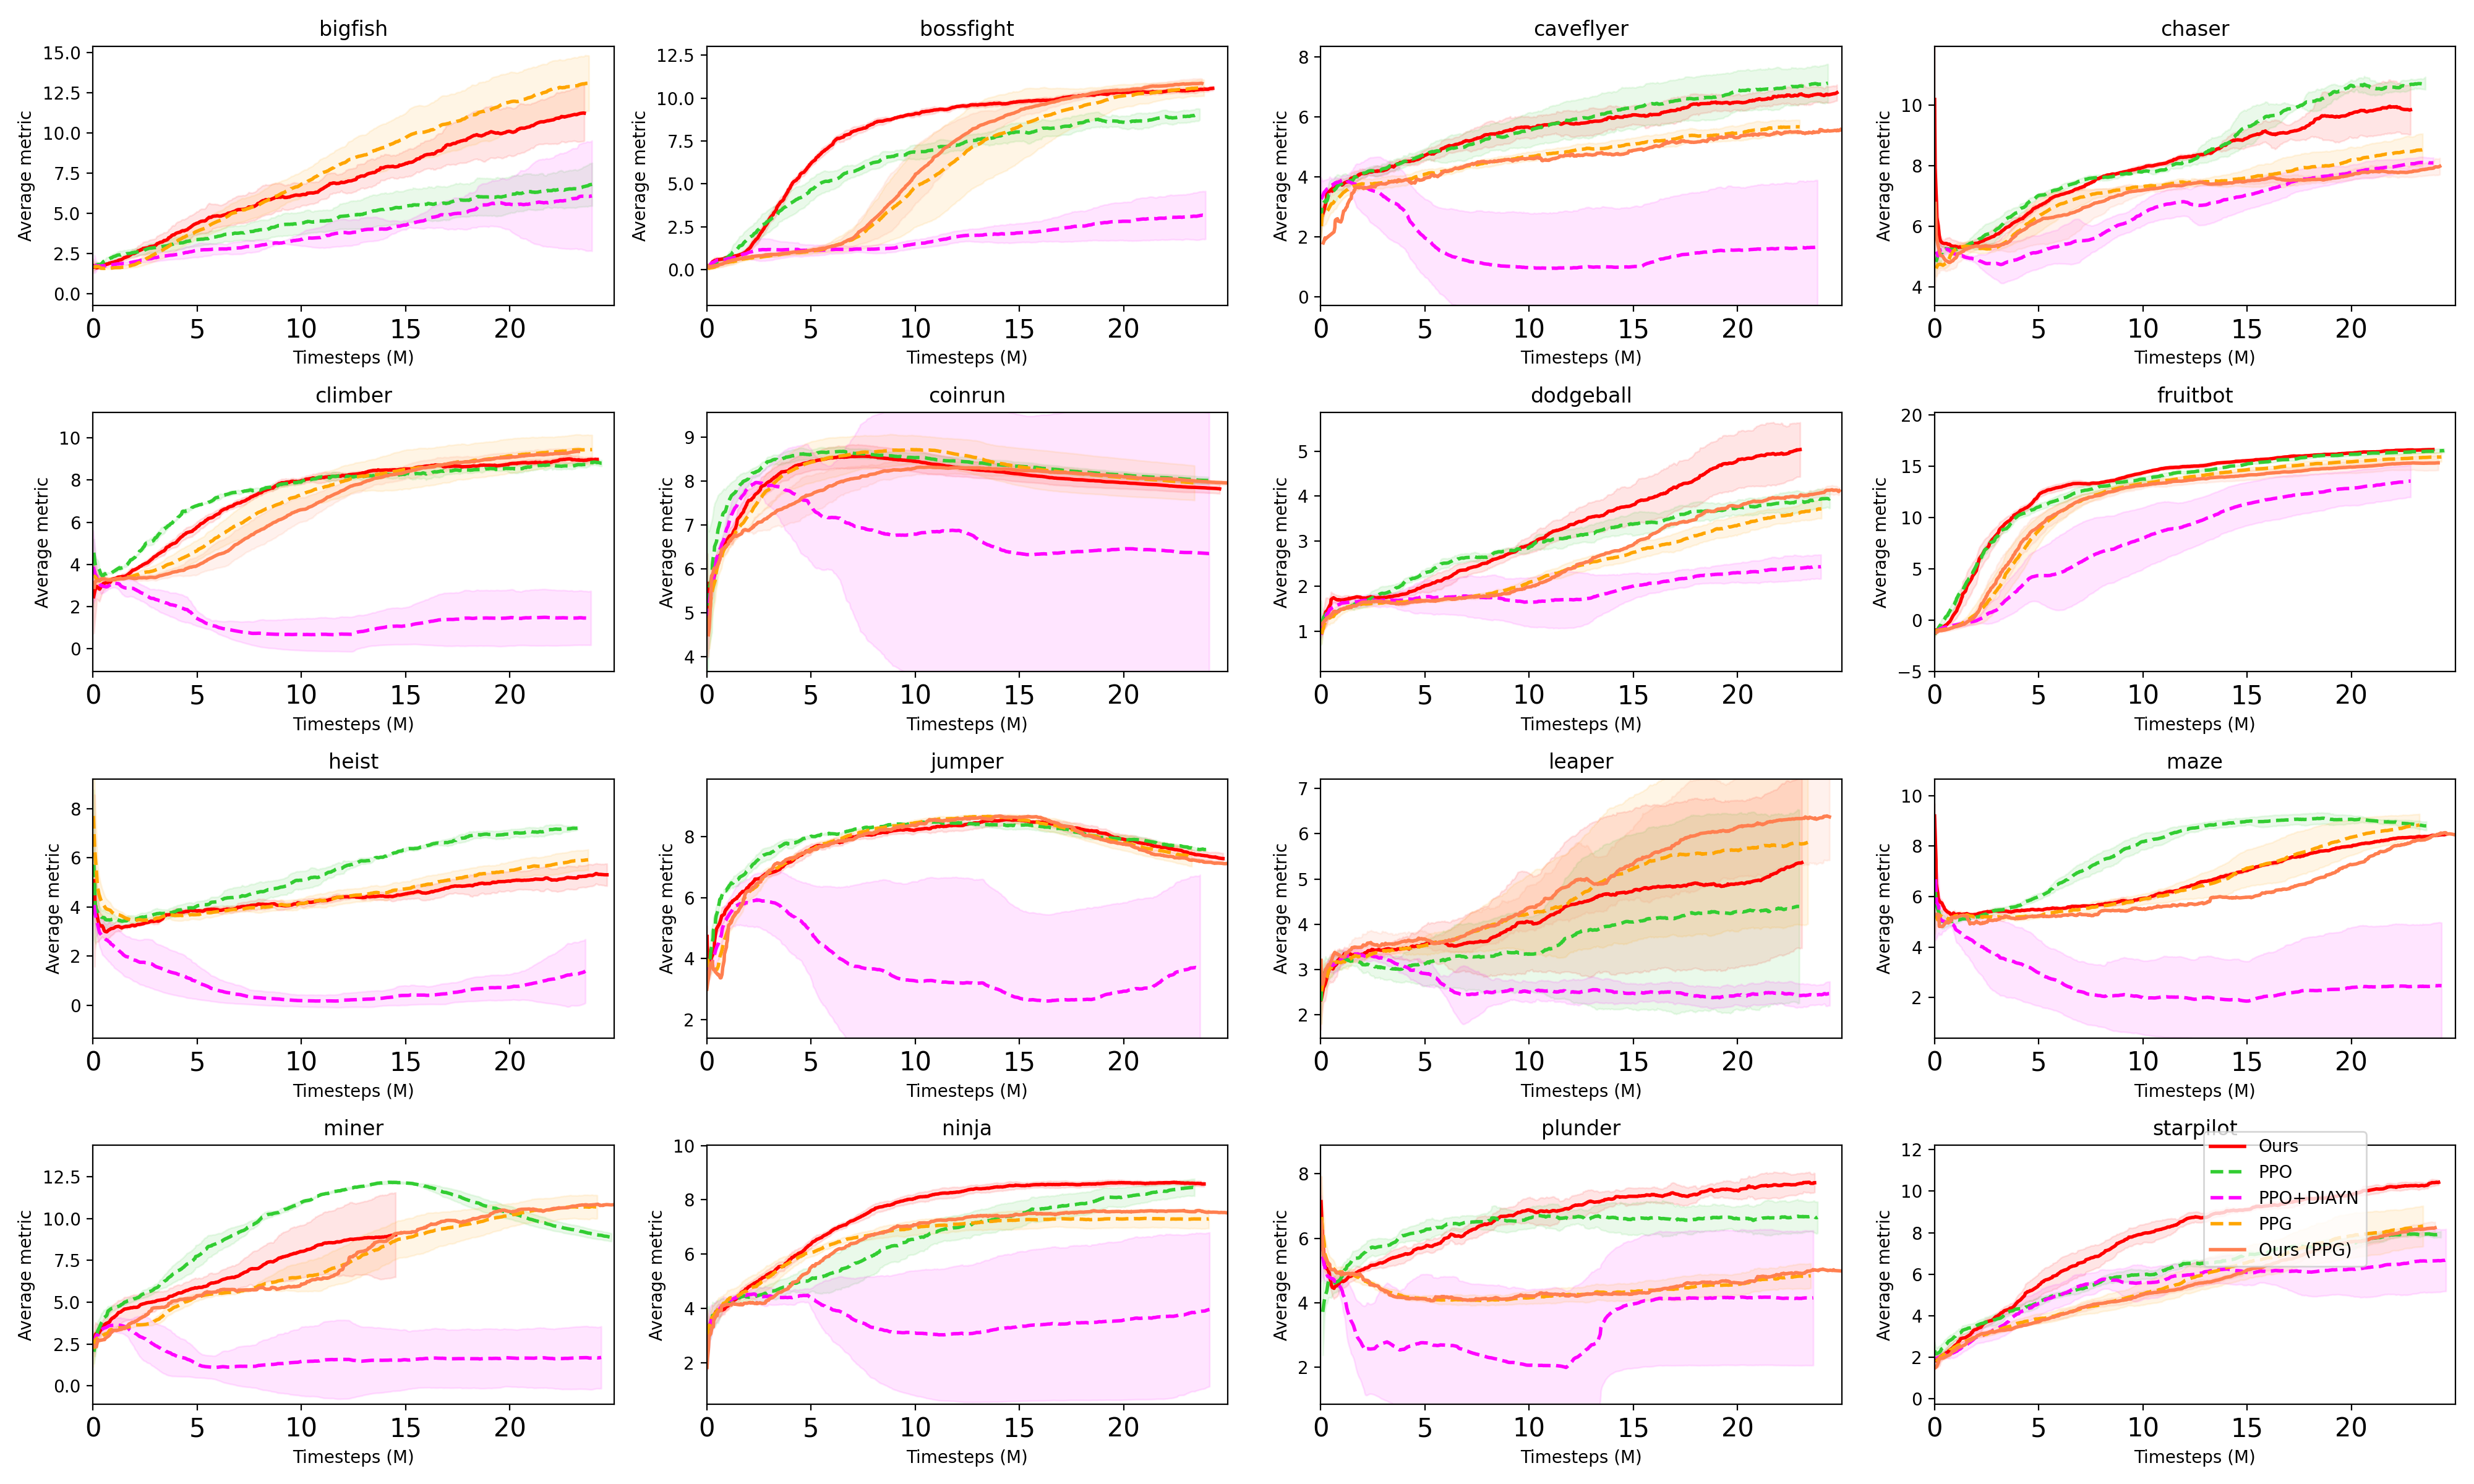 bigfish
bossfight
caveflyer
chaser
15.0
12.5
10.0
7.5
5.0
2.5
0.0
Average metric
0 5 10 15 20
Timesteps (M)
12.5
10.0
7.5
5.0
2.5
0.0
Average metric
0 5 10 15 20
Timesteps (M)
8
6
4
2
0
Average metric
0 5 10 15 20
Timesteps (M)
10
8
6
4
Average metric
0 5 10 15 20
Timesteps (M)
climber
coinrun
dodgeball
fruitbot
10
8
6
4
2
0
Average metric
0 5 10 15 20
Timesteps (M)
9
8
7
6
5
4
Average metric
0 5 10 15 20
Timesteps (M)
5
4
3
2
1
Average metric
0 5 10 15 20
Timesteps (M)
20
15
10
5
0
−5
Average metric
0 5 10 15 20
Timesteps (M)
heist
jumper
leaper
maze
8
6
4
2
0
Average metric
0 5 10 15 20
Timesteps (M)
8
6
4
2
Average metric
0 5 10 15 20
Timesteps (M)
7
6
5
4
3
2
Average metric
0 5 10 15 20
Timesteps (M)
10
8
6
4
2
Average metric
0 5 10 15 20
Timesteps (M)
miner
ninja
plunder
starpilot
12.5
10.0
7.5
5.0
2.5
0.0
Average metric
0 5 10 15 20
Timesteps (M)
10
8
6
4
2
Average metric
0 5 10 15 20
Timesteps (M)
8
6
4
2
Average metric
0 5 10 15 20
Timesteps (M)
12
10
8
6
4
2
0
Average metric
0 5 10 15 20
Timesteps (M)
Ours
PPO
PPO+DIAYN
PPG
Ours (PPG)